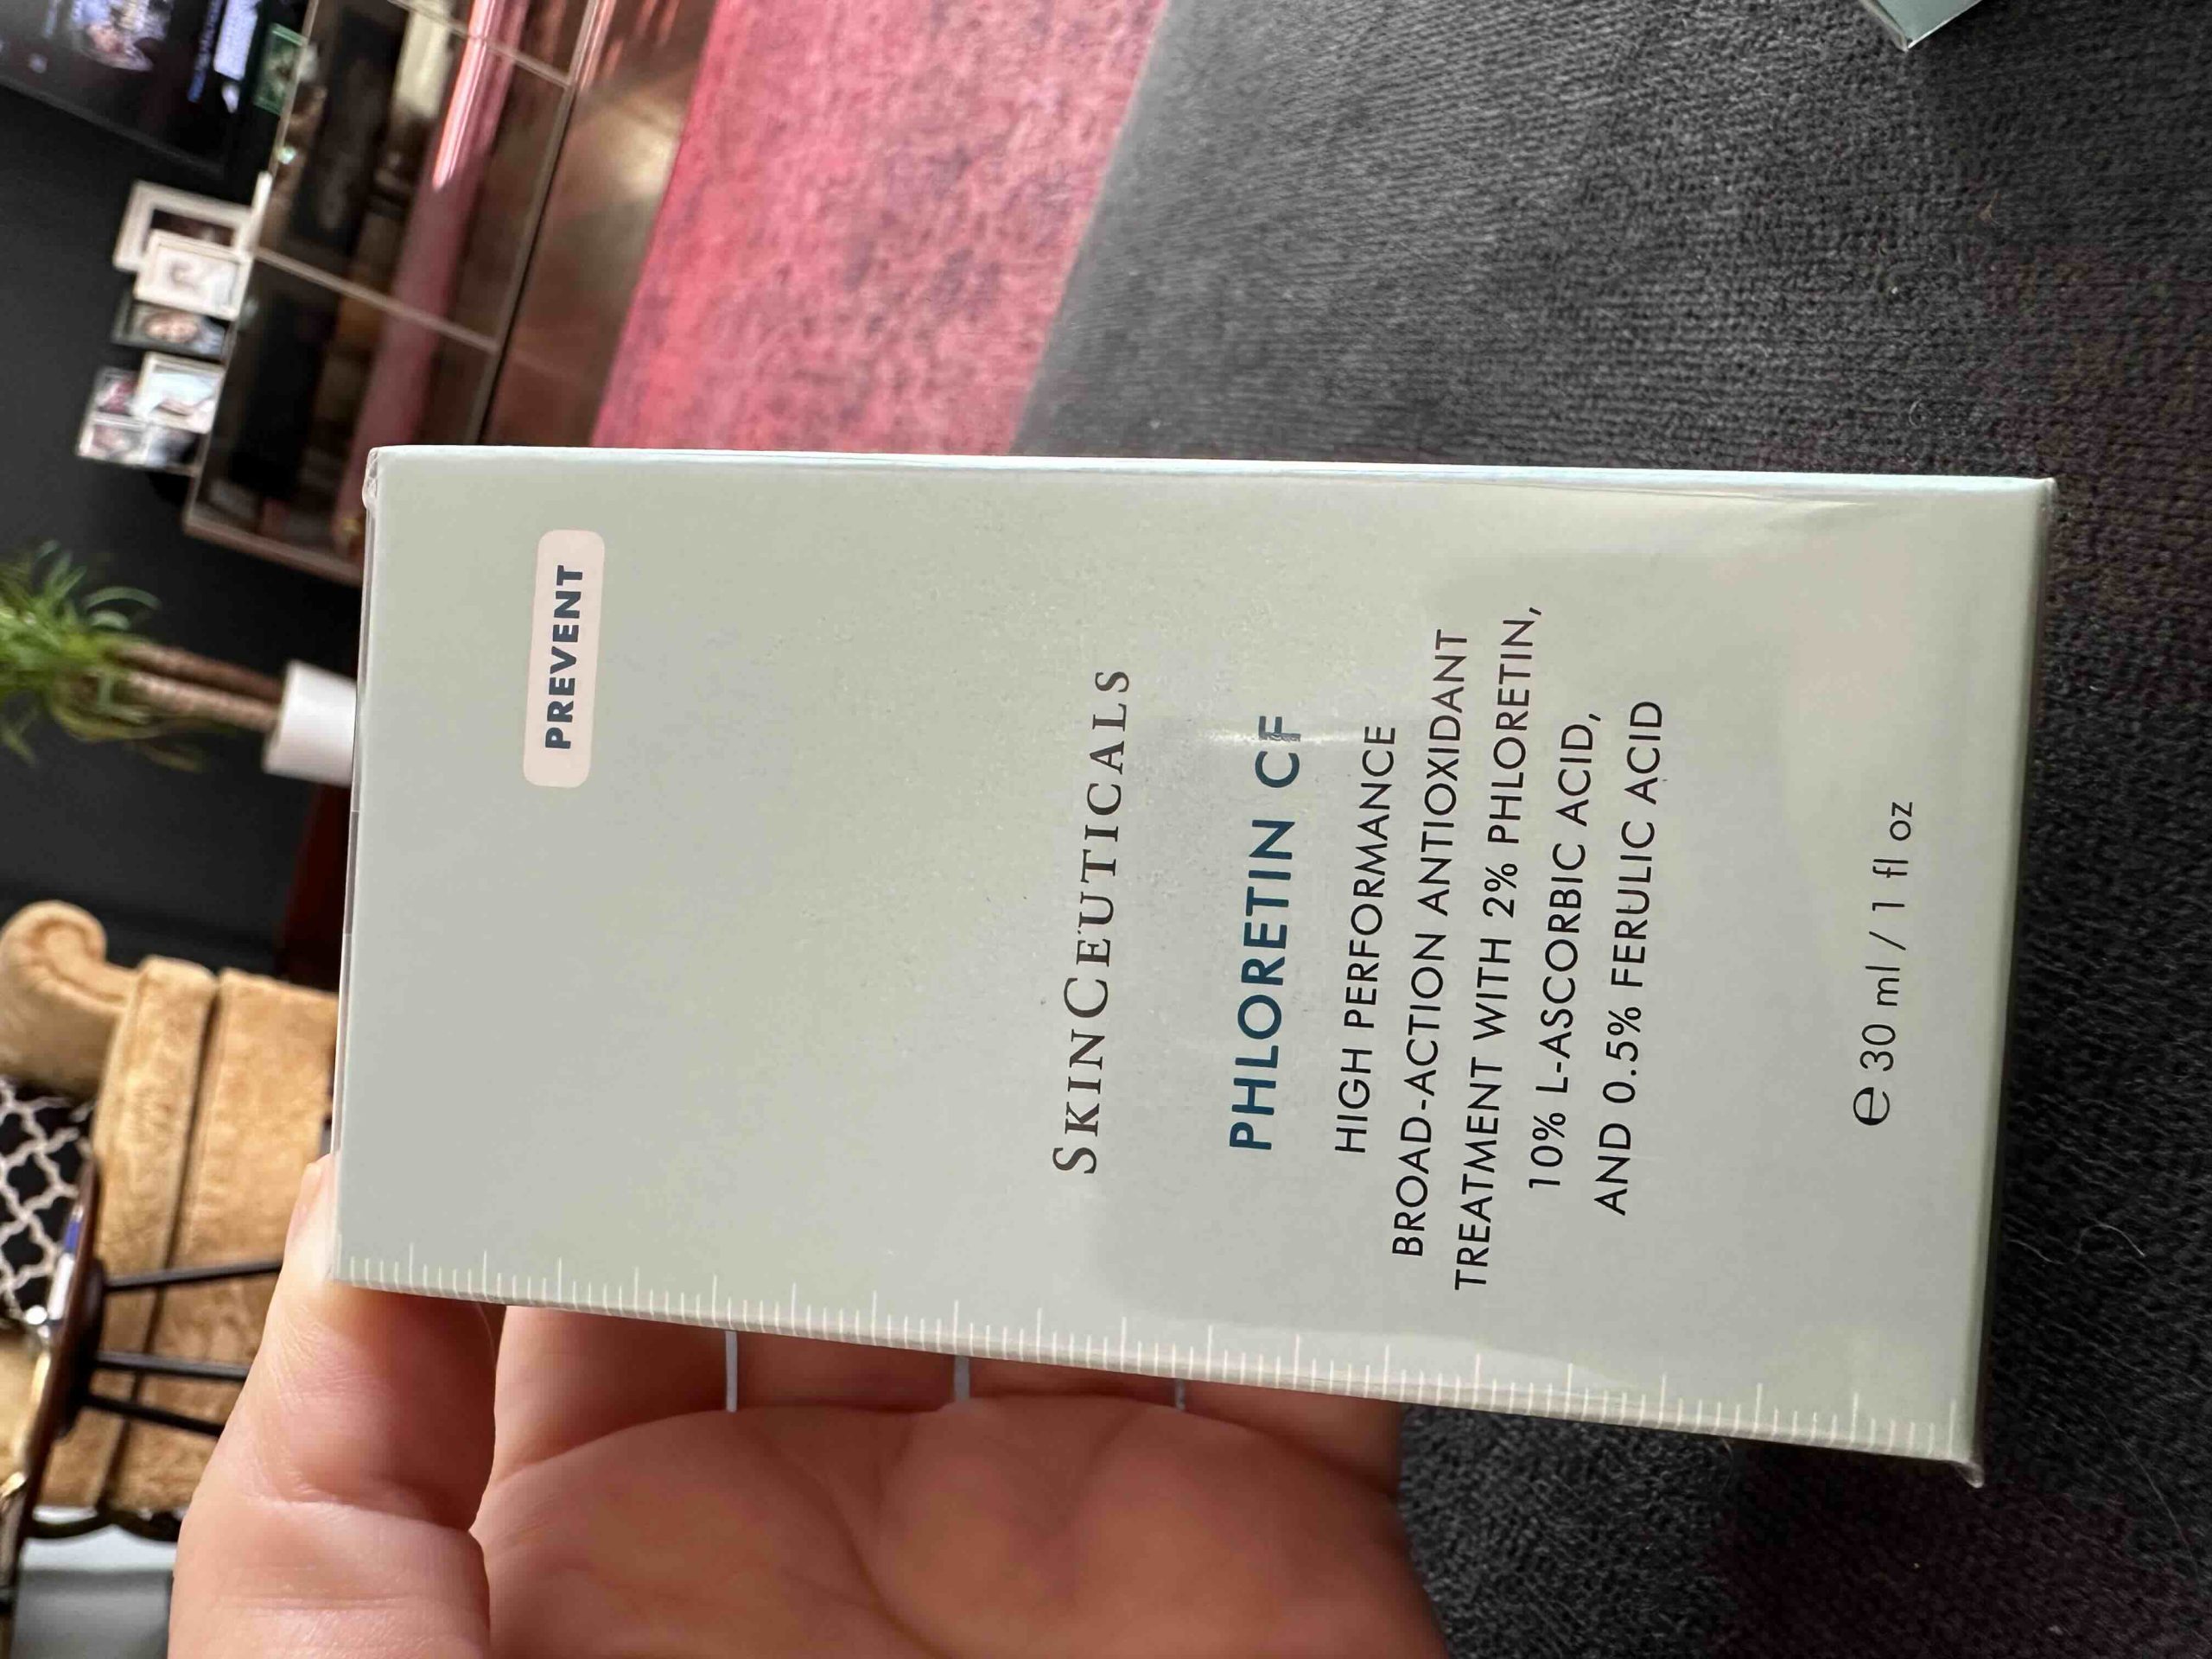 PREVENT
SKINCEUTICALS
PHLORETIN CF
HIGH PERFORMANCE
BROAD-ACTION ANTIOXIDANT
TREATMENT WITH 2% PHLORETIN,
10% L-ASCORBIC ACID,
AND 0.5% FERULIC ACID
℮ 30 ml / 1 fl oz